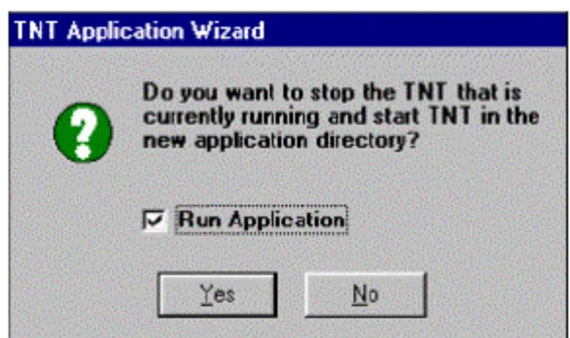 TNT Application Wizard
Do you want to stop the TNT that is
currently running and start TNT in the
new application directory?
Run Application
Yes
No